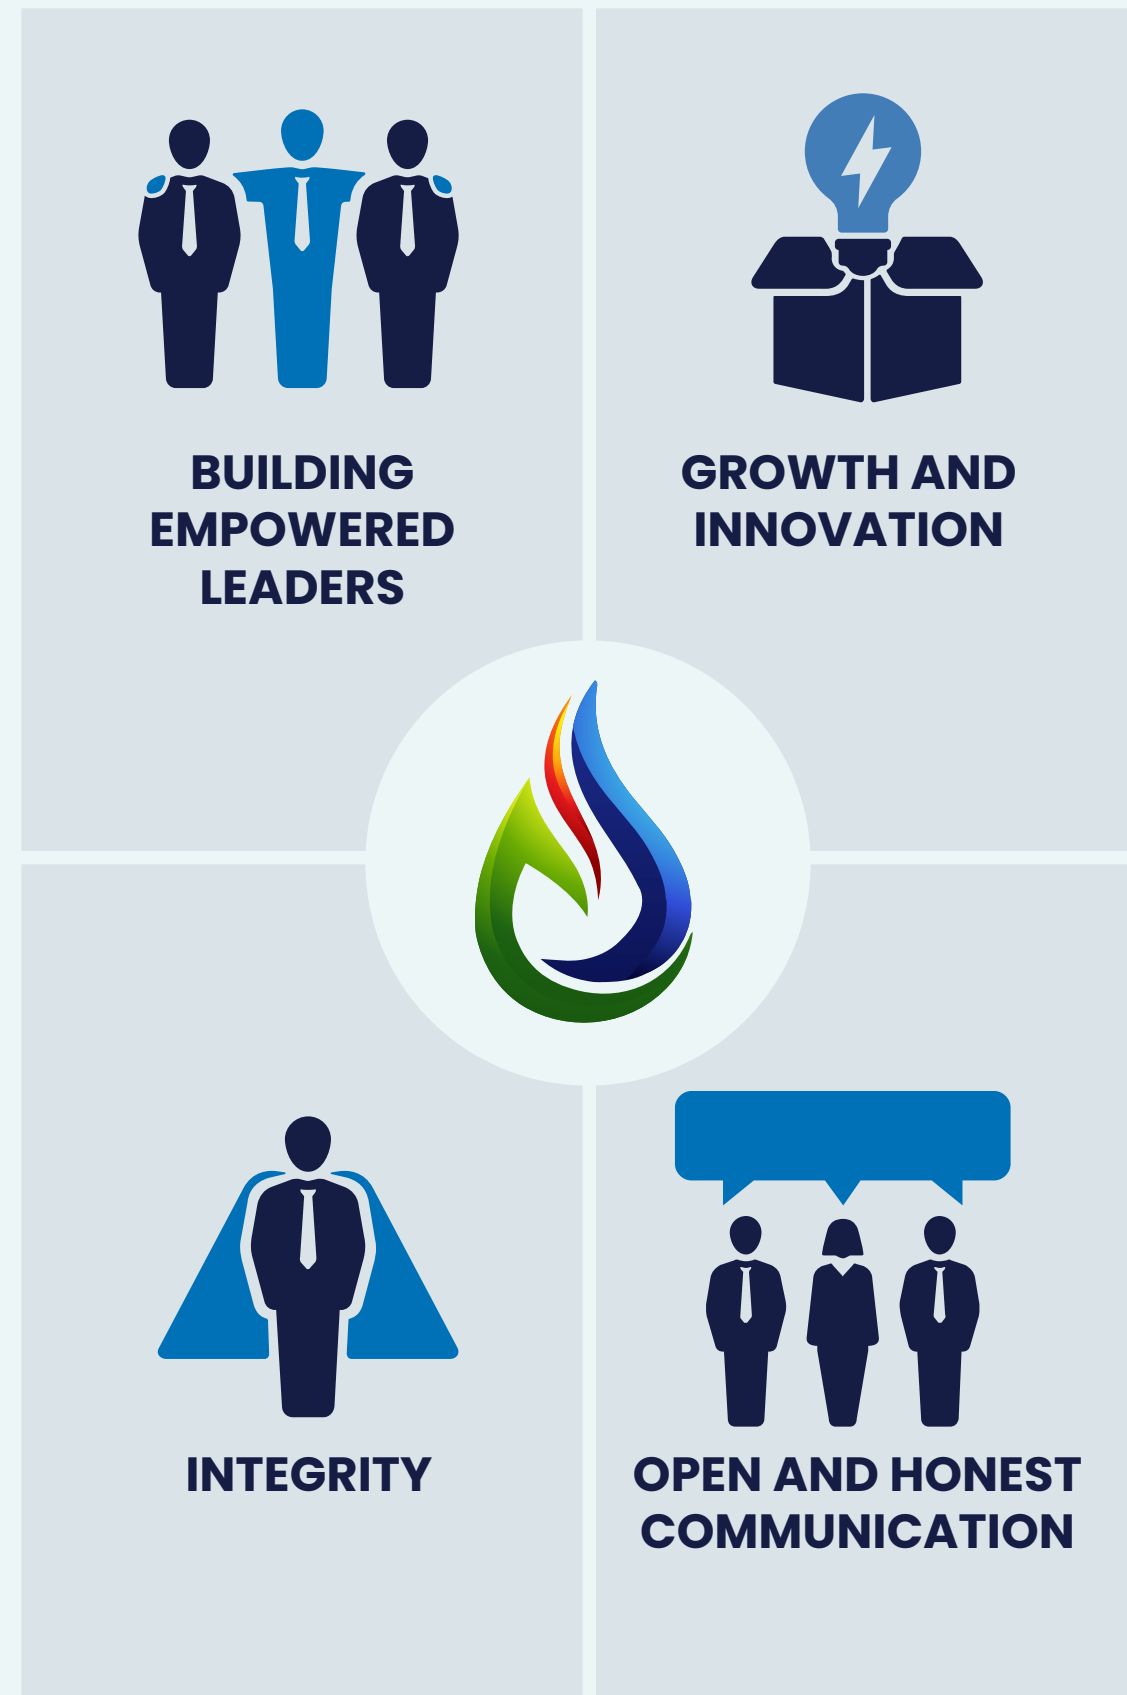 BUILDING
EMPOWERED
LEADERS
GROWTH AND
INNOVATION
INTEGRITY
OPEN AND HONEST
COMMUNICATION